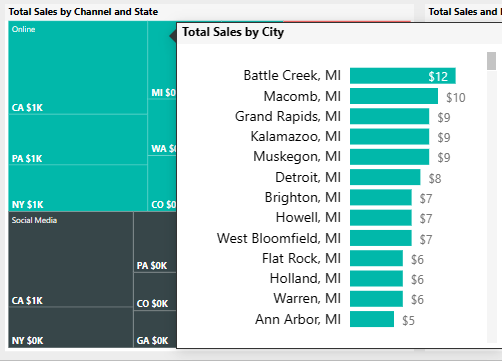 Total Sales by Channel and State
Online
CA $1K
PA $1K
NY $1K
MI $0
WA $0
CO $0
Social Media
CA $1K
NY $0K
PA $0K
CO $0K
GA $0K
Total Sales and
Total Sales by City
Battle Creek, MI $12
Macomb, MI $10
Grand Rapids, MI $9
Kalamazoo, MI $9
Muskegon, MI $9
Detroit, MI $8
Brighton, MI $7
Howell, MI $7
West Bloomfield, MI $7
Flat Rock, MI $6
Holland, MI $6
Warren, MI $6
Ann Arbor, MI $5